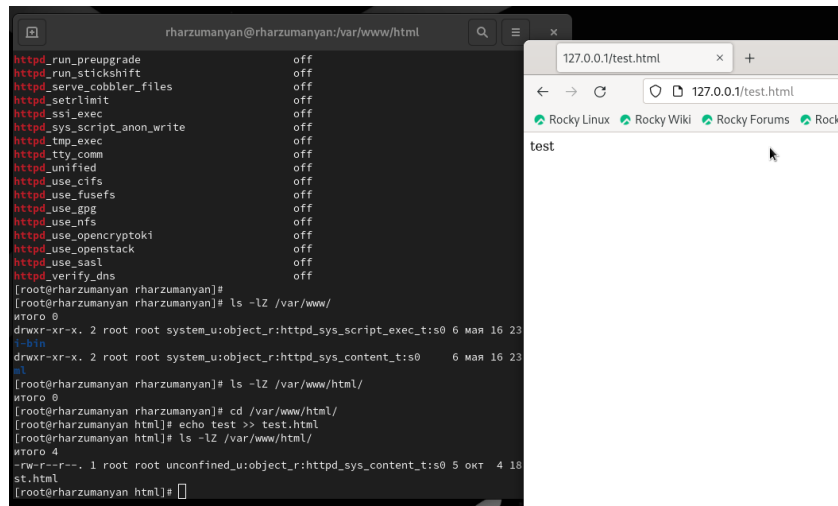 rharzumanyan@rharzumanyan:/var/www/html
httpd_run_preupgrade off
httpd_run_stickshift off
httpd_serve_cobbler_files off
httpd_setrlimit off
httpd_ssi_exec off
httpd_sys_script_anon_write off
httpd_tmp_exec off
httpd_tty_comm off
httpd_unified off
httpd_use_cifs off
httpd_use_fusefs off
httpd_use_gpg off
httpd_use_nfs off
httpd_use_opencryptoki off
httpd_use_openstack off
httpd_use_sasl off
httpd_verify_dns off
[root@rharzumanyan rharzumanyan]#
[root@rharzumanyan rharzumanyan]# ls -lZ /var/www/
итого 0
drwxr-xr-x. 2 root root system_u:object_r:httpd_sys_script_exec_t:s0 6 мая 16 23
i-bin
drwxr-xr-x. 2 root root system_u:object_r:httpd_sys_content_t:s0 6 мая 16 23
ml
[root@rharzumanyan rharzumanyan]# ls -lZ /var/www/html/
итого 0
[root@rharzumanyan rharzumanyan]# cd /var/www/html/
[root@rharzumanyan html]# echo test >> test.html
[root@rharzumanyan html]# ls -lZ /var/www/html/
итого 4
-rw-r--r--. 1 root root unconfined_u:object_r:httpd_sys_content_t:s0 5 окт 4 18
st.html
[root@rharzumanyan html]#
127.0.0.1/test.html
127.0.0.1/test.html
Rocky Linux Rocky Wiki Rocky Forums Rock
test